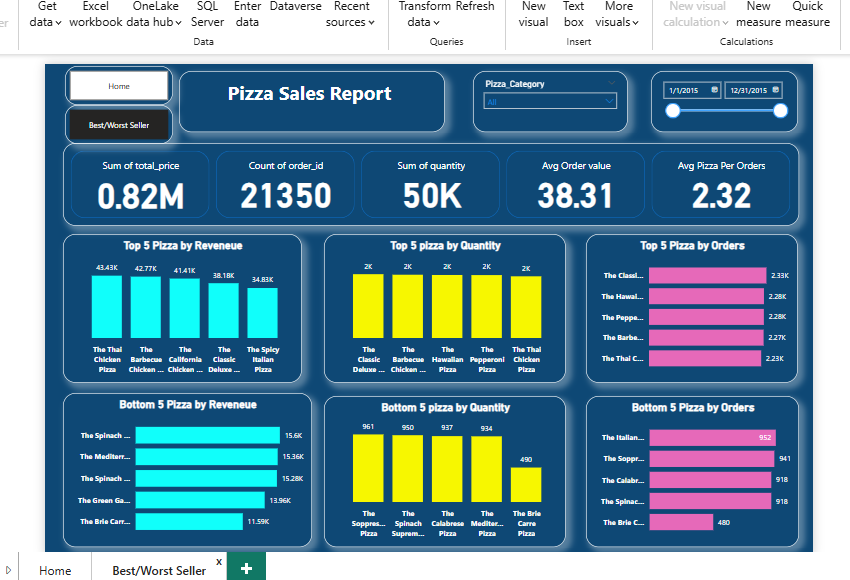 Get data
Excel workbook
OneLake data hub
SQL Server
Enter data
Dataverse
Recent sources
Transform data
Refresh
New visual
Text box
More visuals
New visual calculation
New measure
Quick measure
Data
Queries
Insert
Calculations
Home
Best/Worst Seller
Pizza Sales Report
Pizza_Category
All
1/1/2015
12/31/2015
Sum of total_price
0.82M
Count of order_id
21350
Sum of quantity
50K
Avg Order value
38.31
Avg Pizza Per Orders
2.32
Top 5 Pizza by Reveneue
43.43K
42.77K
41.41K
38.18K
34.83K
The Thai Chicken Pizza
The Barbecue Chicken ...
The California Chicken ...
The Classic Deluxe ...
The Spicy Italian Pizza
Top 5 pizza by Quantity
2K
2K
2K
2K
2K
The Classic Deluxe ...
The Barbecue Chicken ...
The Hawaiian Pizza
The Pepperoni Pizza
The Thai Chicken Pizza
Top 5 Pizza by Orders
The Classi...
2.33K
The Hawai...
2.28K
The Peppe...
2.28K
The Barbe...
2.27K
The Thai C...
2.23K
Bottom 5 Pizza by Reveneue
The Spinach ...
15.6K
The Mediterr...
15.36K
The Spinach ...
15.28K
The Green Ga...
13.96K
The Brie Carr...
11.59K
Bottom 5 pizza by Quantity
961
950
937
934
490
The Soppres... Pizza
The Spinach Suprem...
The Calabrese Pizza
The Mediter... Pizza
The Brie Carre Pizza
Bottom 5 Pizza by Orders
The Italian...
952
The Soppr...
941
The Calabr...
918
The Spinac...
918
The Brie C...
480
Home
Best/Worst Seller
x
+